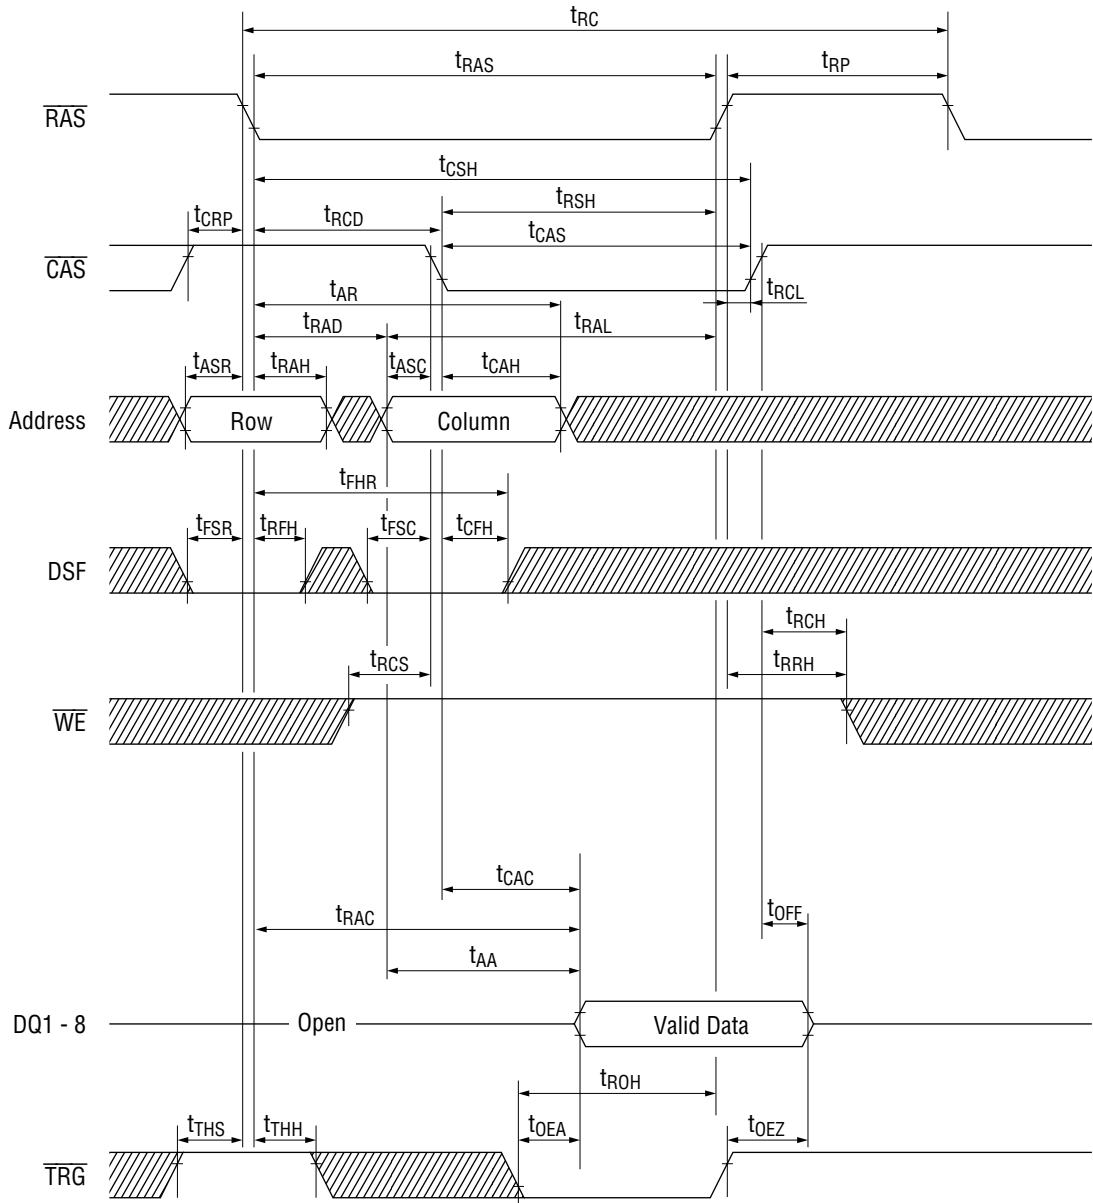 tRC
tRAS tRP
RAS
tCSH
tRSH
tCRP tRCD
tCAS
CAS
tRCL
tAR
tRAD tRAL
tASR tRAH tASC tCAH
Address Row Column
tFHR
tFSR tRFH tFSC tCFH
DSF
tRCH
tRCS tRRH
WE
tCAC
tOFF
tRAC
tAA
DQ1 - 8 Open Valid Data
tROH
tTHS tTHH tOEA tOEZ
TRG